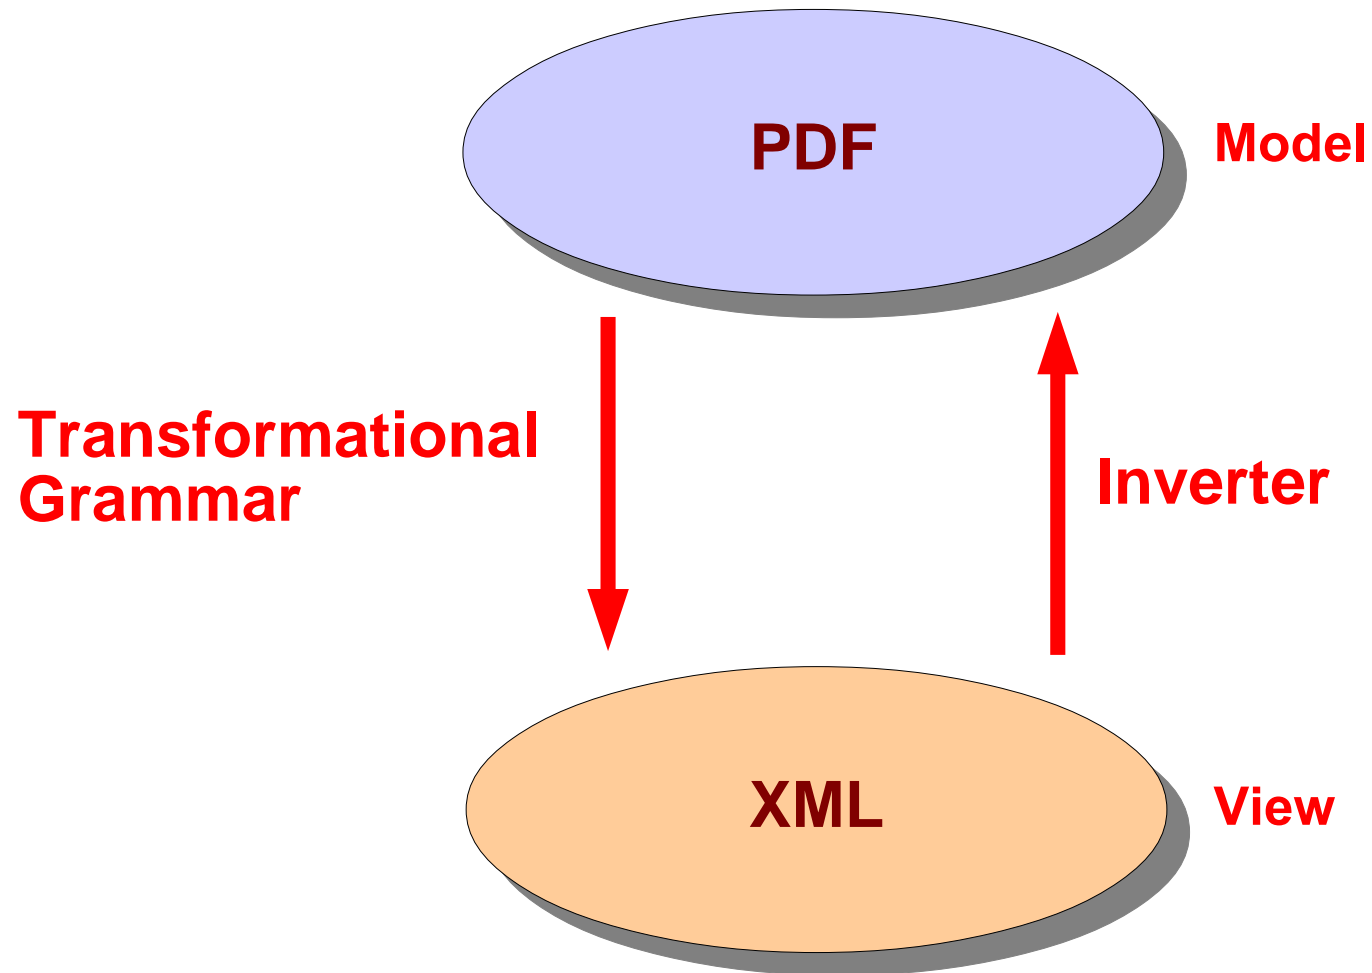 PDF
Model
Transformational
Grammar
Inverter
XML
View